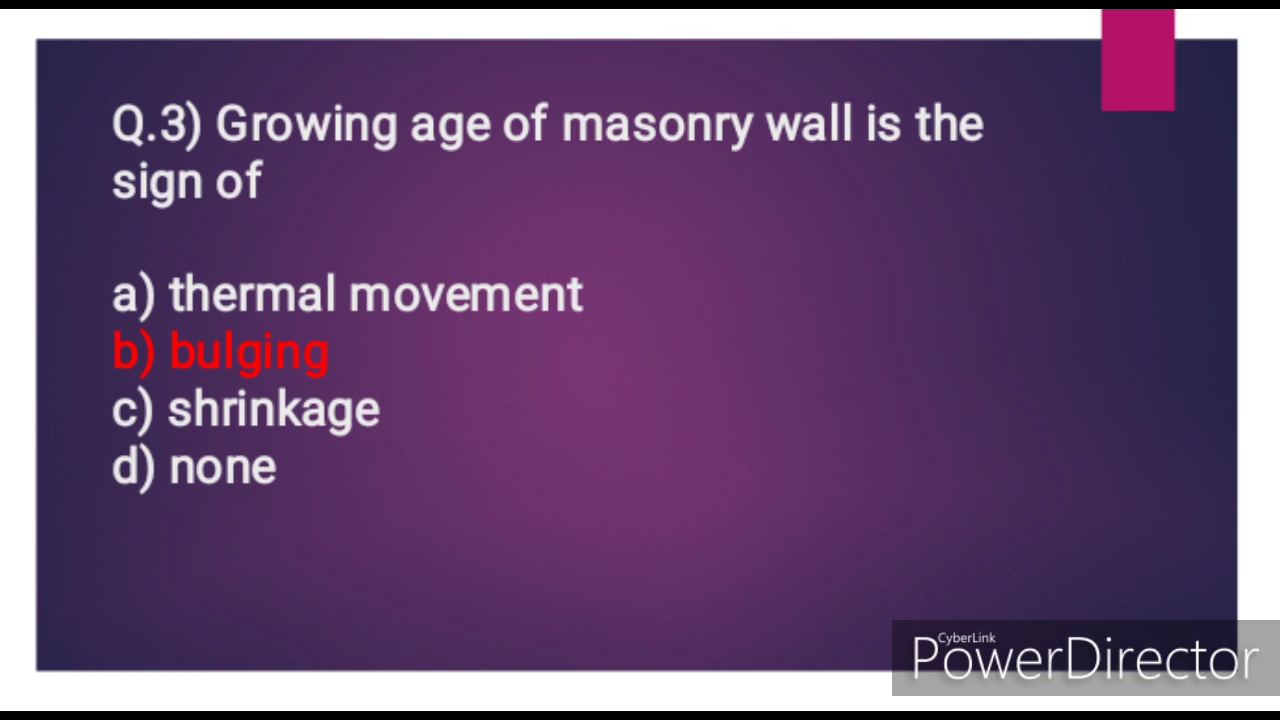 Q.3) Growing age of masonry wall is the
sign of
a) thermal movement
b) bulging
c) shrinkage
d) none
CyberLink
PowerDirector